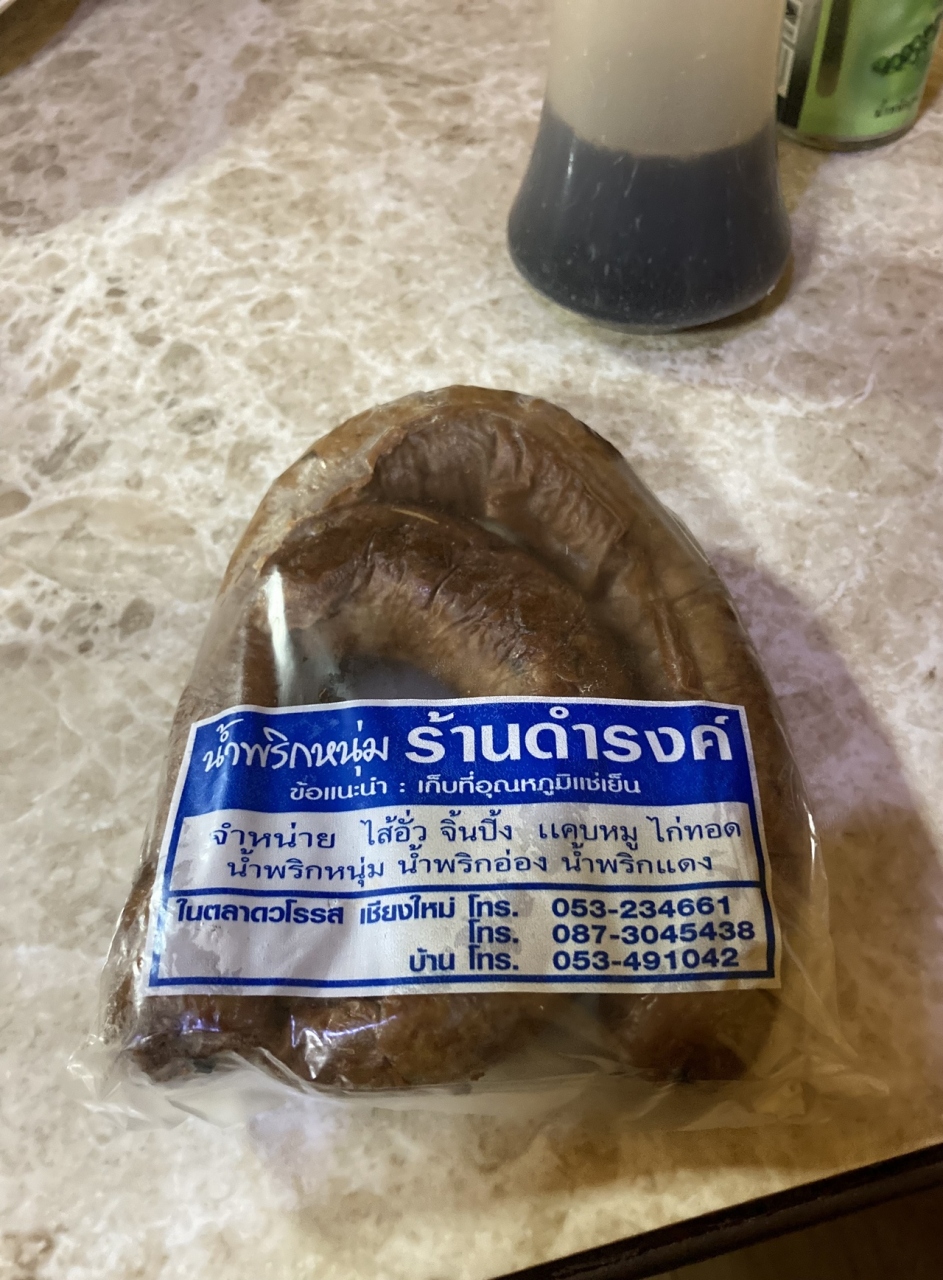 น้ำพริกหนุ่ม ร้านดำรงค์
ข้อแนะนำ : เก็บที่อุณหภูมิแช่เย็น
จำหน่าย ไส้อั่ว จิ้นปิ้ง แคบหมู ไก่ทอด
น้ำพริกหนุ่ม น้ำพริกอ่อง น้ำพริกแดง
ในตลาดวโรรส เชียงใหม่ โทร. 053-234661
โทร. 087-3045438
บ้าน โทร. 053-491042